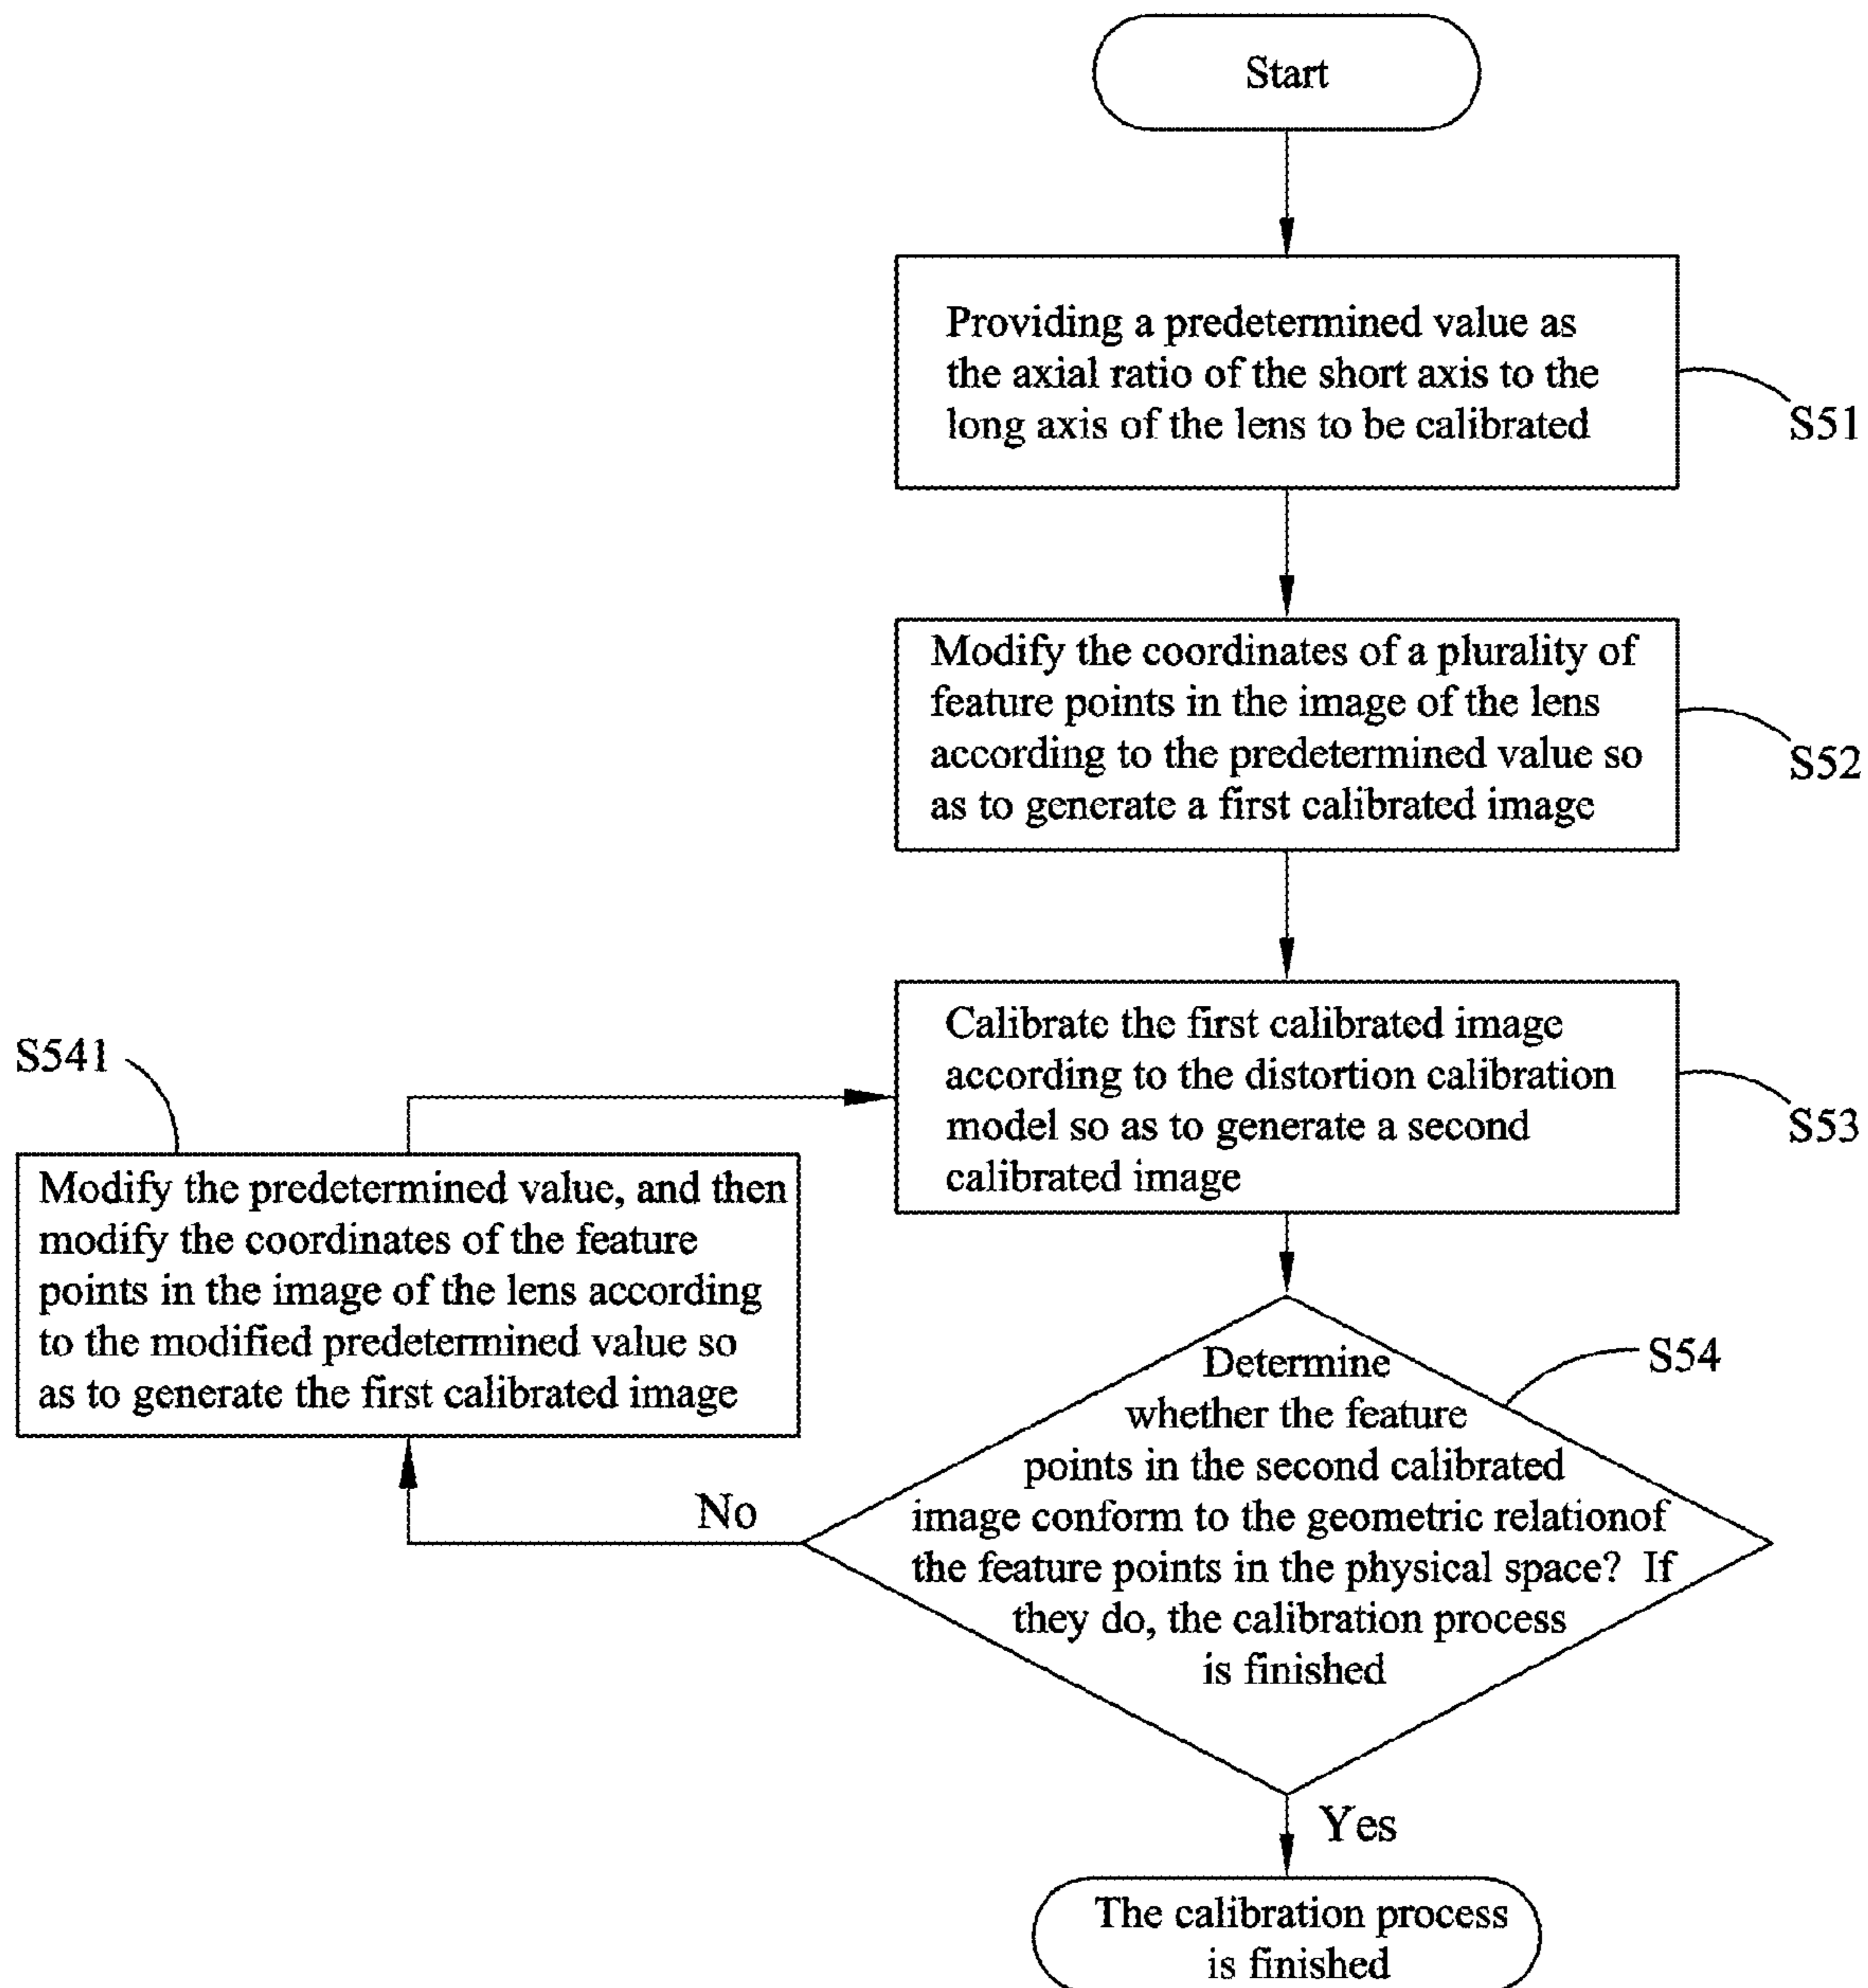 Start
Providing a predetermined value as
the axial ratio of the short axis to the
long axis of the lens to be calibrated
S51
Modify the coordinates of a plurality of
feature points in the image of the lens
according to the predetermined value so
as to generate a first calibrated image
S52
Calibrate the first calibrated image
according to the distortion calibration
model so as to generate a second
calibrated image
S53
S541
Modify the predetermined value, and then
modify the coordinates of the feature
points in the image of the lens according
to the modified predetermined value so
as to generate the first calibrated image
Determine
whether the feature
points in the second calibrated
image conform to the geometric relationof
the feature points in the physical space? If
they do, the calibration process
is finished
S54
No
Yes
The calibration process
is finished